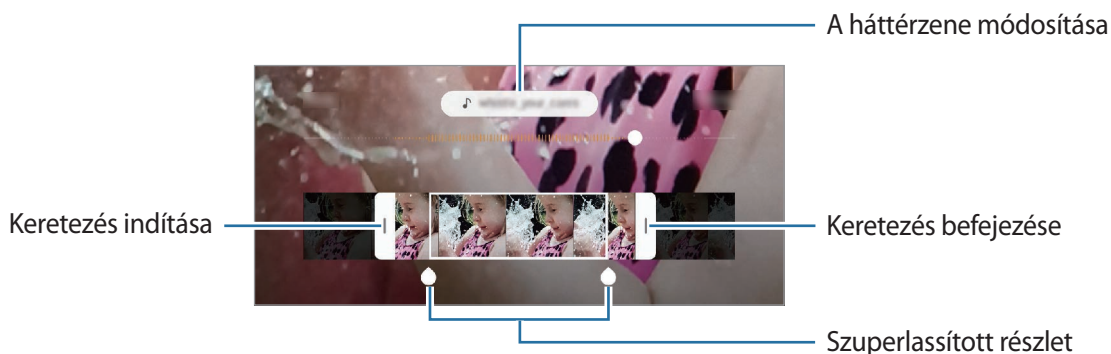 A háttérzene módosítása
Keretezés indítása
Keretezés befejezése
Szuperlassított részlet